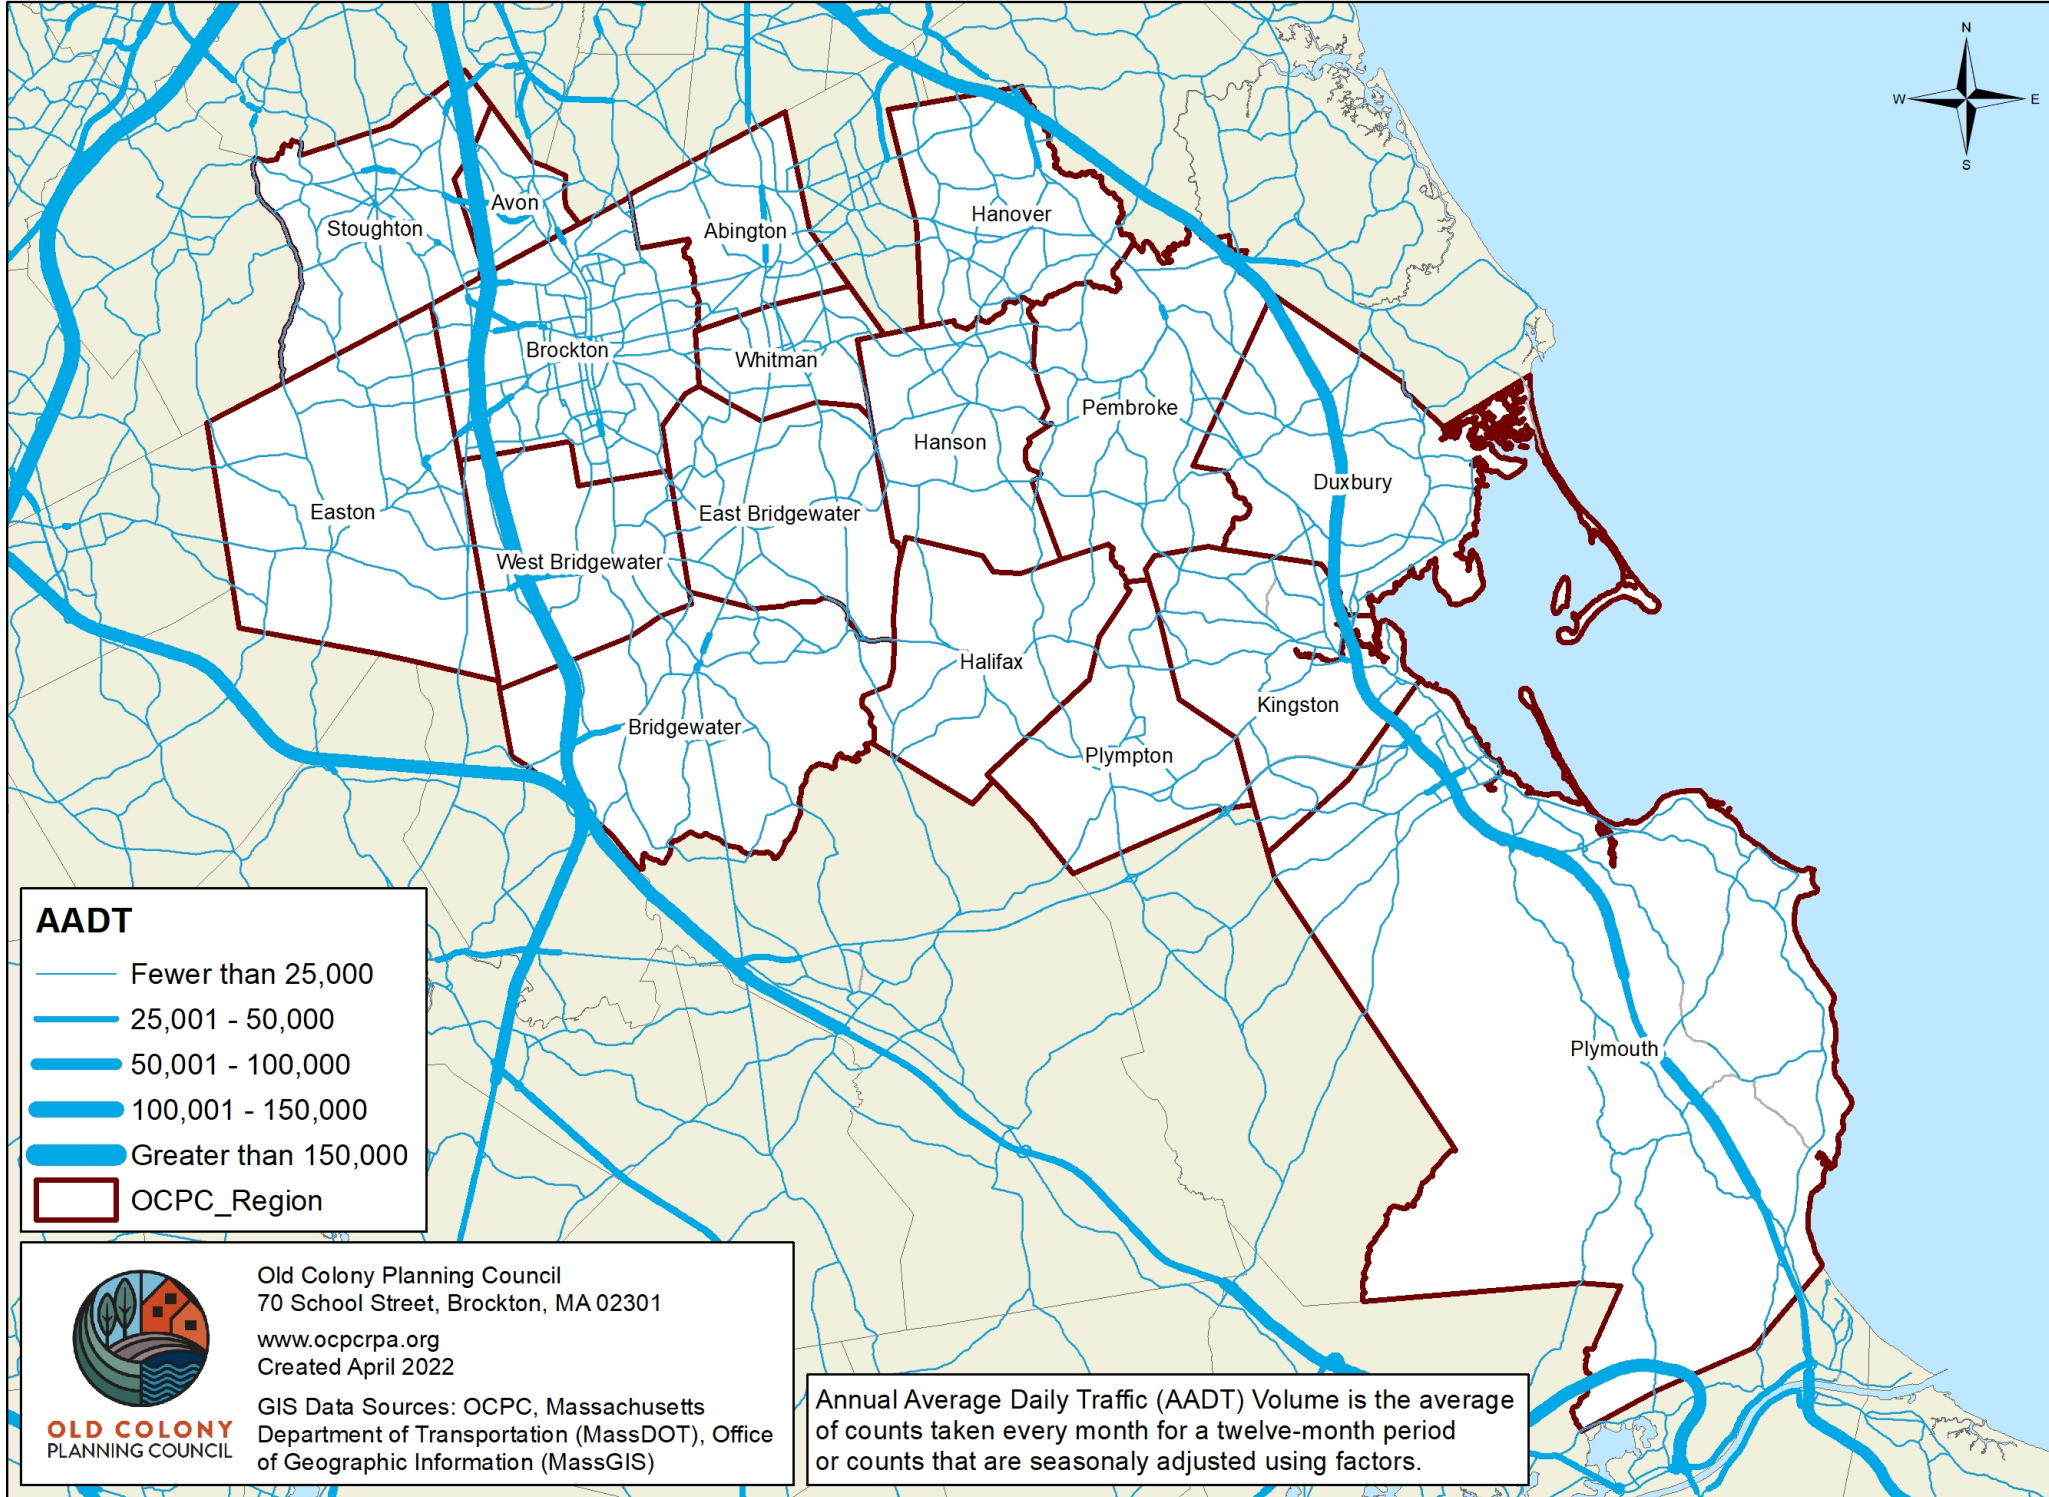 N
W
E
S
Avon
Stoughton
Abington
Hanover
Brockton
Whitman
Pembroke
Hanson
Duxbury
Easton
East Bridgewater
West Bridgewater
Halifax
Kingston
Bridgewater
Plympton
Plymouth
AADT
Fewer than 25,000
25,001 - 50,000
50,001 - 100,000
100,001 - 150,000
Greater than 150,000
OCPC_Region
OLD COLONY
PLANNING COUNCIL
Old Colony Planning Council
70 School Street, Brockton, MA 02301
www.ocpcrpa.org
Created April 2022
GIS Data Sources: OCPC, Massachusetts
Department of Transportation (MassDOT), Office
of Geographic Information (MassGIS)
Annual Average Daily Traffic (AADT) Volume is the average
of counts taken every month for a twelve-month period
or counts that are seasonaly adjusted using factors.